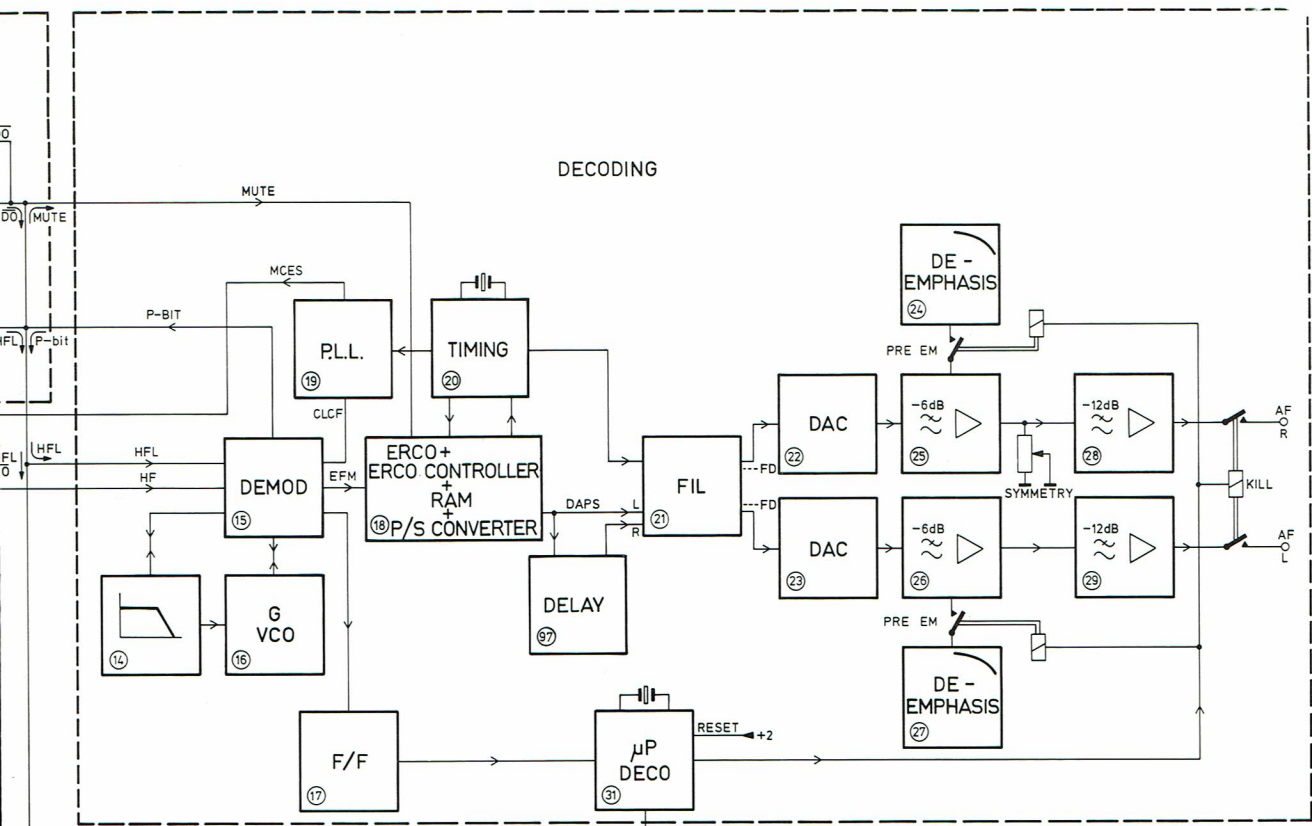 DECODING
MUTE
DO
MUTE
MCES
P-BIT
HFL
P-bit
P.L.L.
19
TIMING
20
CLCF
DE-
EMPHASIS
24
PRE EM
DAC
22
-6dB
25
-12dB
28
AF
R
SYMMETRY
KILL
HFL
HFL
HF
DEMOD
15
EFM
ERCO+
ERCO CONTROLLER
+
RAM
+
18 P/S CONVERTER
DAPS
L
R
FIL
21
---FD
---FD
DAC
23
-6dB
26
-12dB
29
AF
L
14
G
VCO
16
DELAY
97
PRE EM
DE-
EMPHASIS
27
F/F
17
µP
DECO
31
RESET
+2